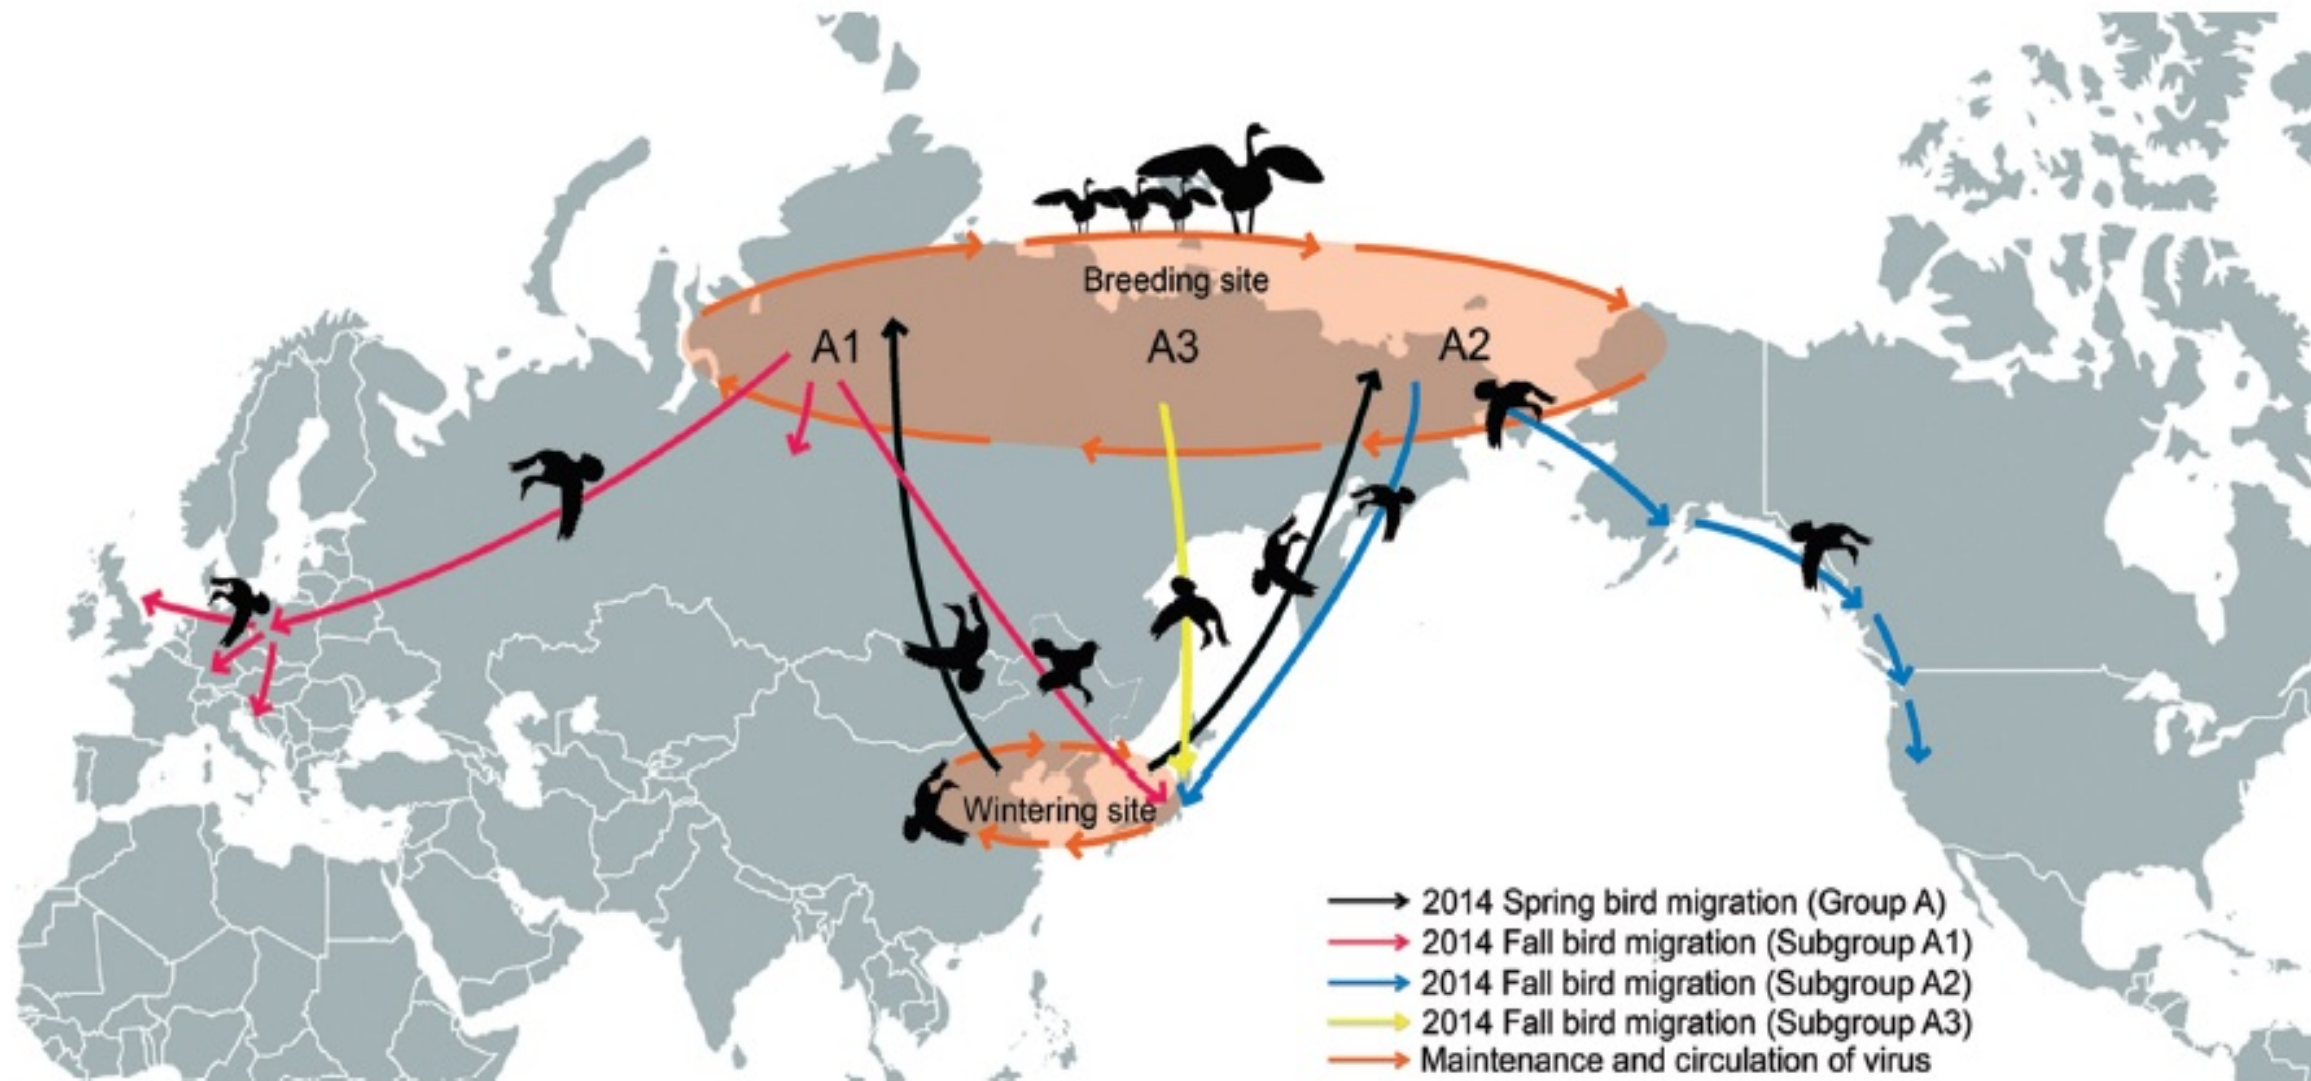 Breeding site
A1
A3
A2
Wintering site
2014 Spring bird migration (Group A)
2014 Fall bird migration (Subgroup A1)
2014 Fall bird migration (Subgroup A2)
2014 Fall bird migration (Subgroup A3)
Maintenance and circulation of virus